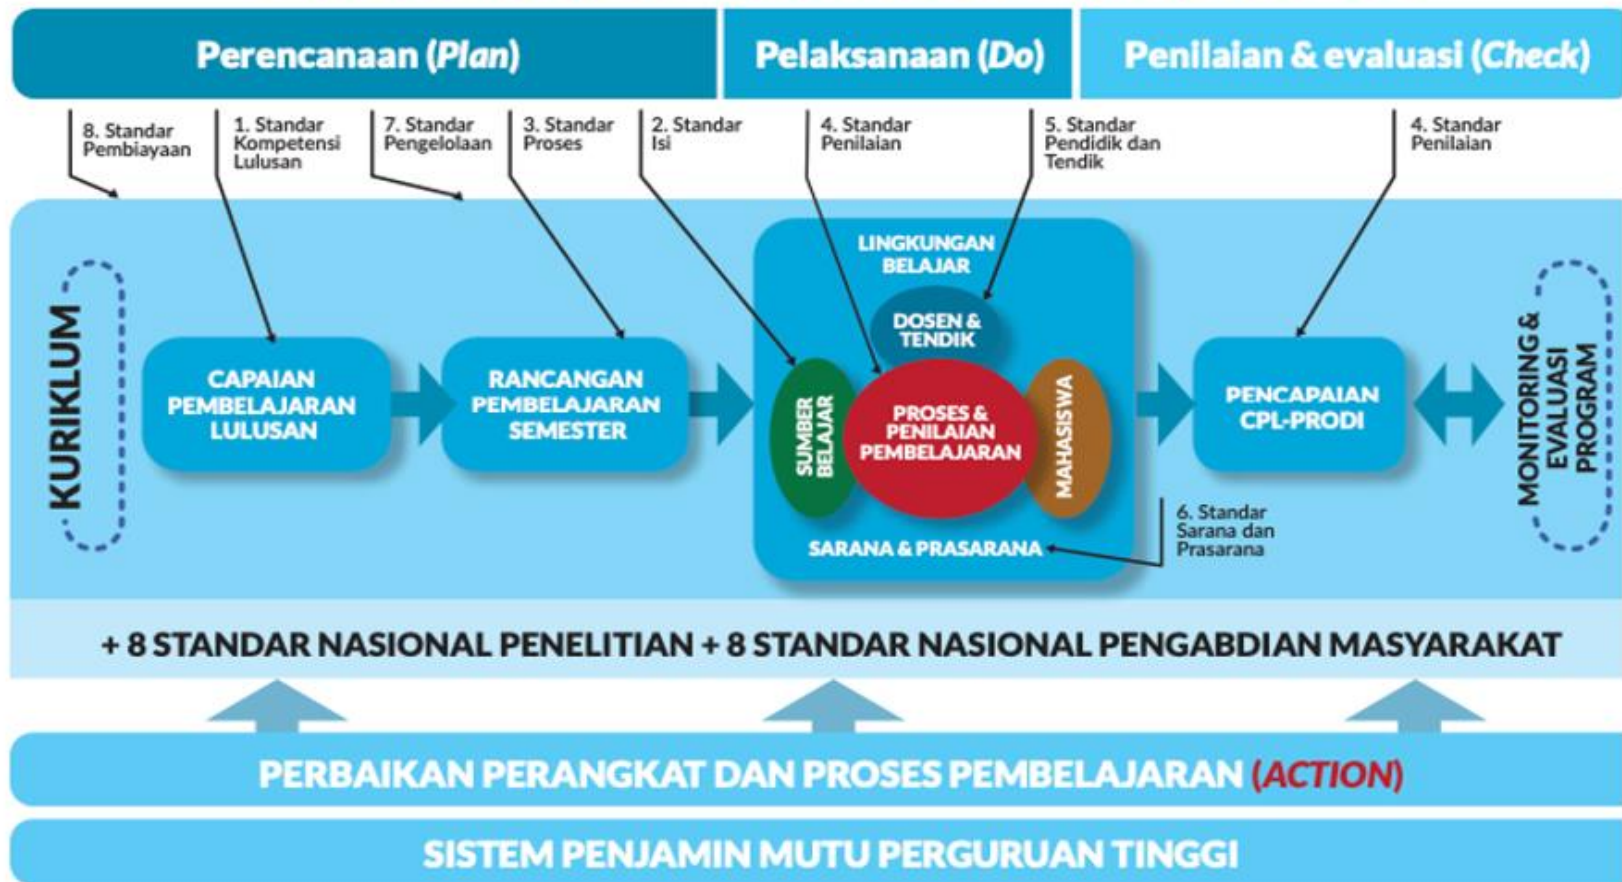 Perencanaan (Plan)
Pelaksanaan (Do)
Penilaian & evaluasi (Check)
8. Standar
Pembiayaan
1. Standar
Kompetensi
Lulusan
7. Standar
Pengelolaan
3. Standar
Proses
2. Standar
Isi
4. Standar
Penilaian
5. Standar
Pendidik dan
Tendik
4. Standar
Penilaian
KURIKLUM
CAPAIAN
PEMBELAJARAN
LULUSAN
RANCANGAN
PEMBELAJARAN
SEMESTER
LINGKUNGAN
BELAJAR
DOSEN &
TENDIK
SUMBER
BELAJAR
PROSES &
PENILAIAN
PEMBELAJARAN
MAHASISWA
SARANA & PRASARANA
6. Standar
Sarana dan
Prasarana
PENCAPAIAN
CPL-PRODI
MONITORING &
EVALUASI
PROGRAM
+ 8 STANDAR NASIONAL PENELITIAN + 8 STANDAR NASIONAL PENGABDIAN MASYARAKAT
PERBAIKAN PERANGKAT DAN PROSES PEMBELAJARAN (ACTION)
SISTEM PENJAMIN MUTU PERGURUAN TINGGI